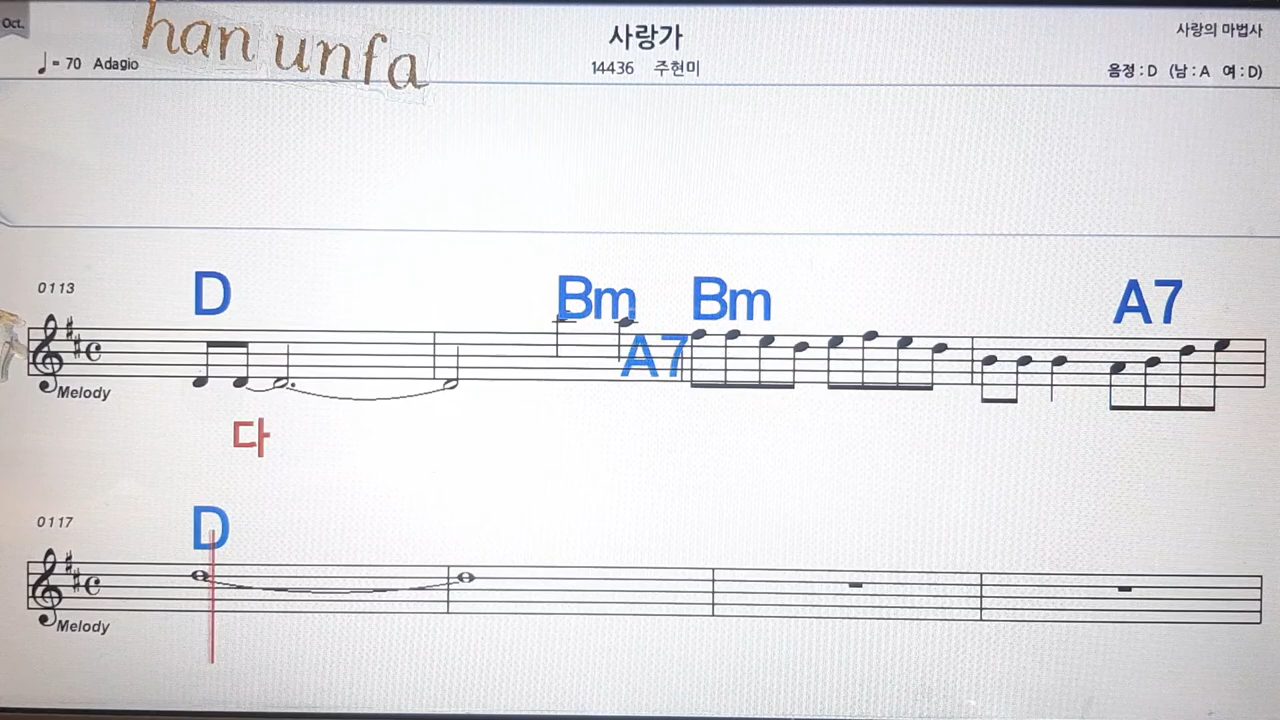 Oct.
han unfa
사랑가
사랑의 마법사
♩= 70 Adagio
14436 주현미
음정 : D (남 : A 여 : D)
0113
D Bm A7 Bm A7
Melody
다
0117
D
Melody